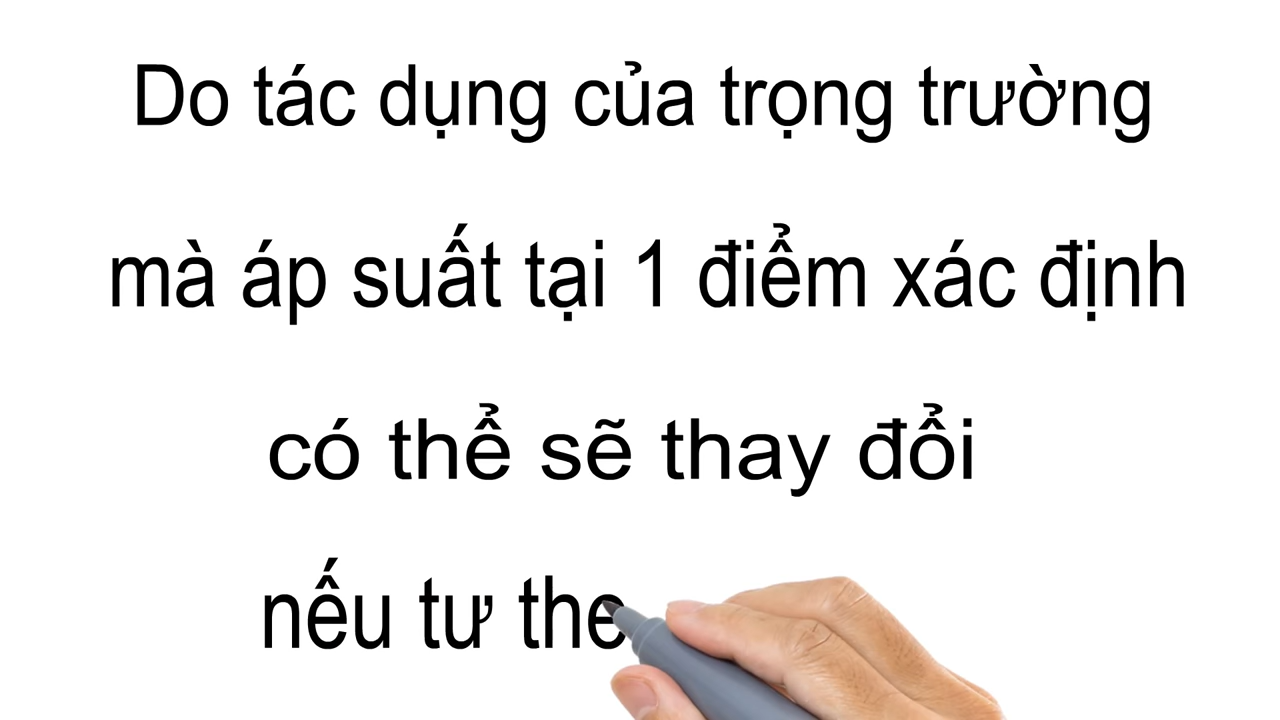 Do tác dụng của trọng trường
mà áp suất tại 1 điểm xác định
có thể sẽ thay đổi
nếu tư the